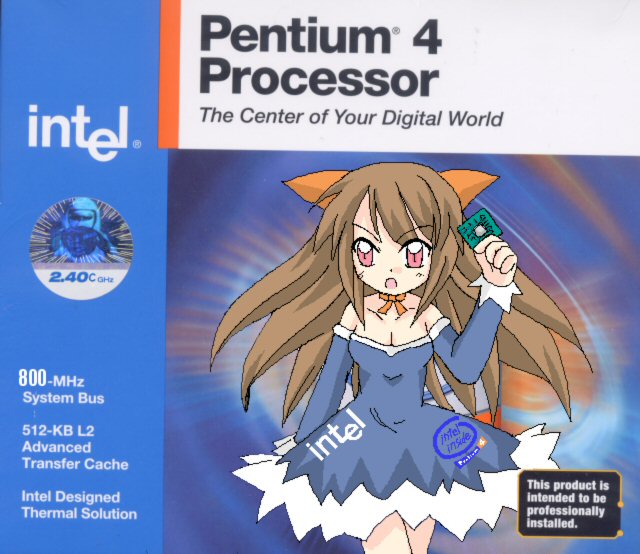 Pentium® 4
Processor
The Center of Your Digital World
intel®
2.40C GHz
800-MHz
System Bus
512-KB L2
Advanced
Transfer Cache
Intel Designed
Thermal Solution
intel
intel
inside
Pentium 4
This product is
intended to be
professionally
installed.